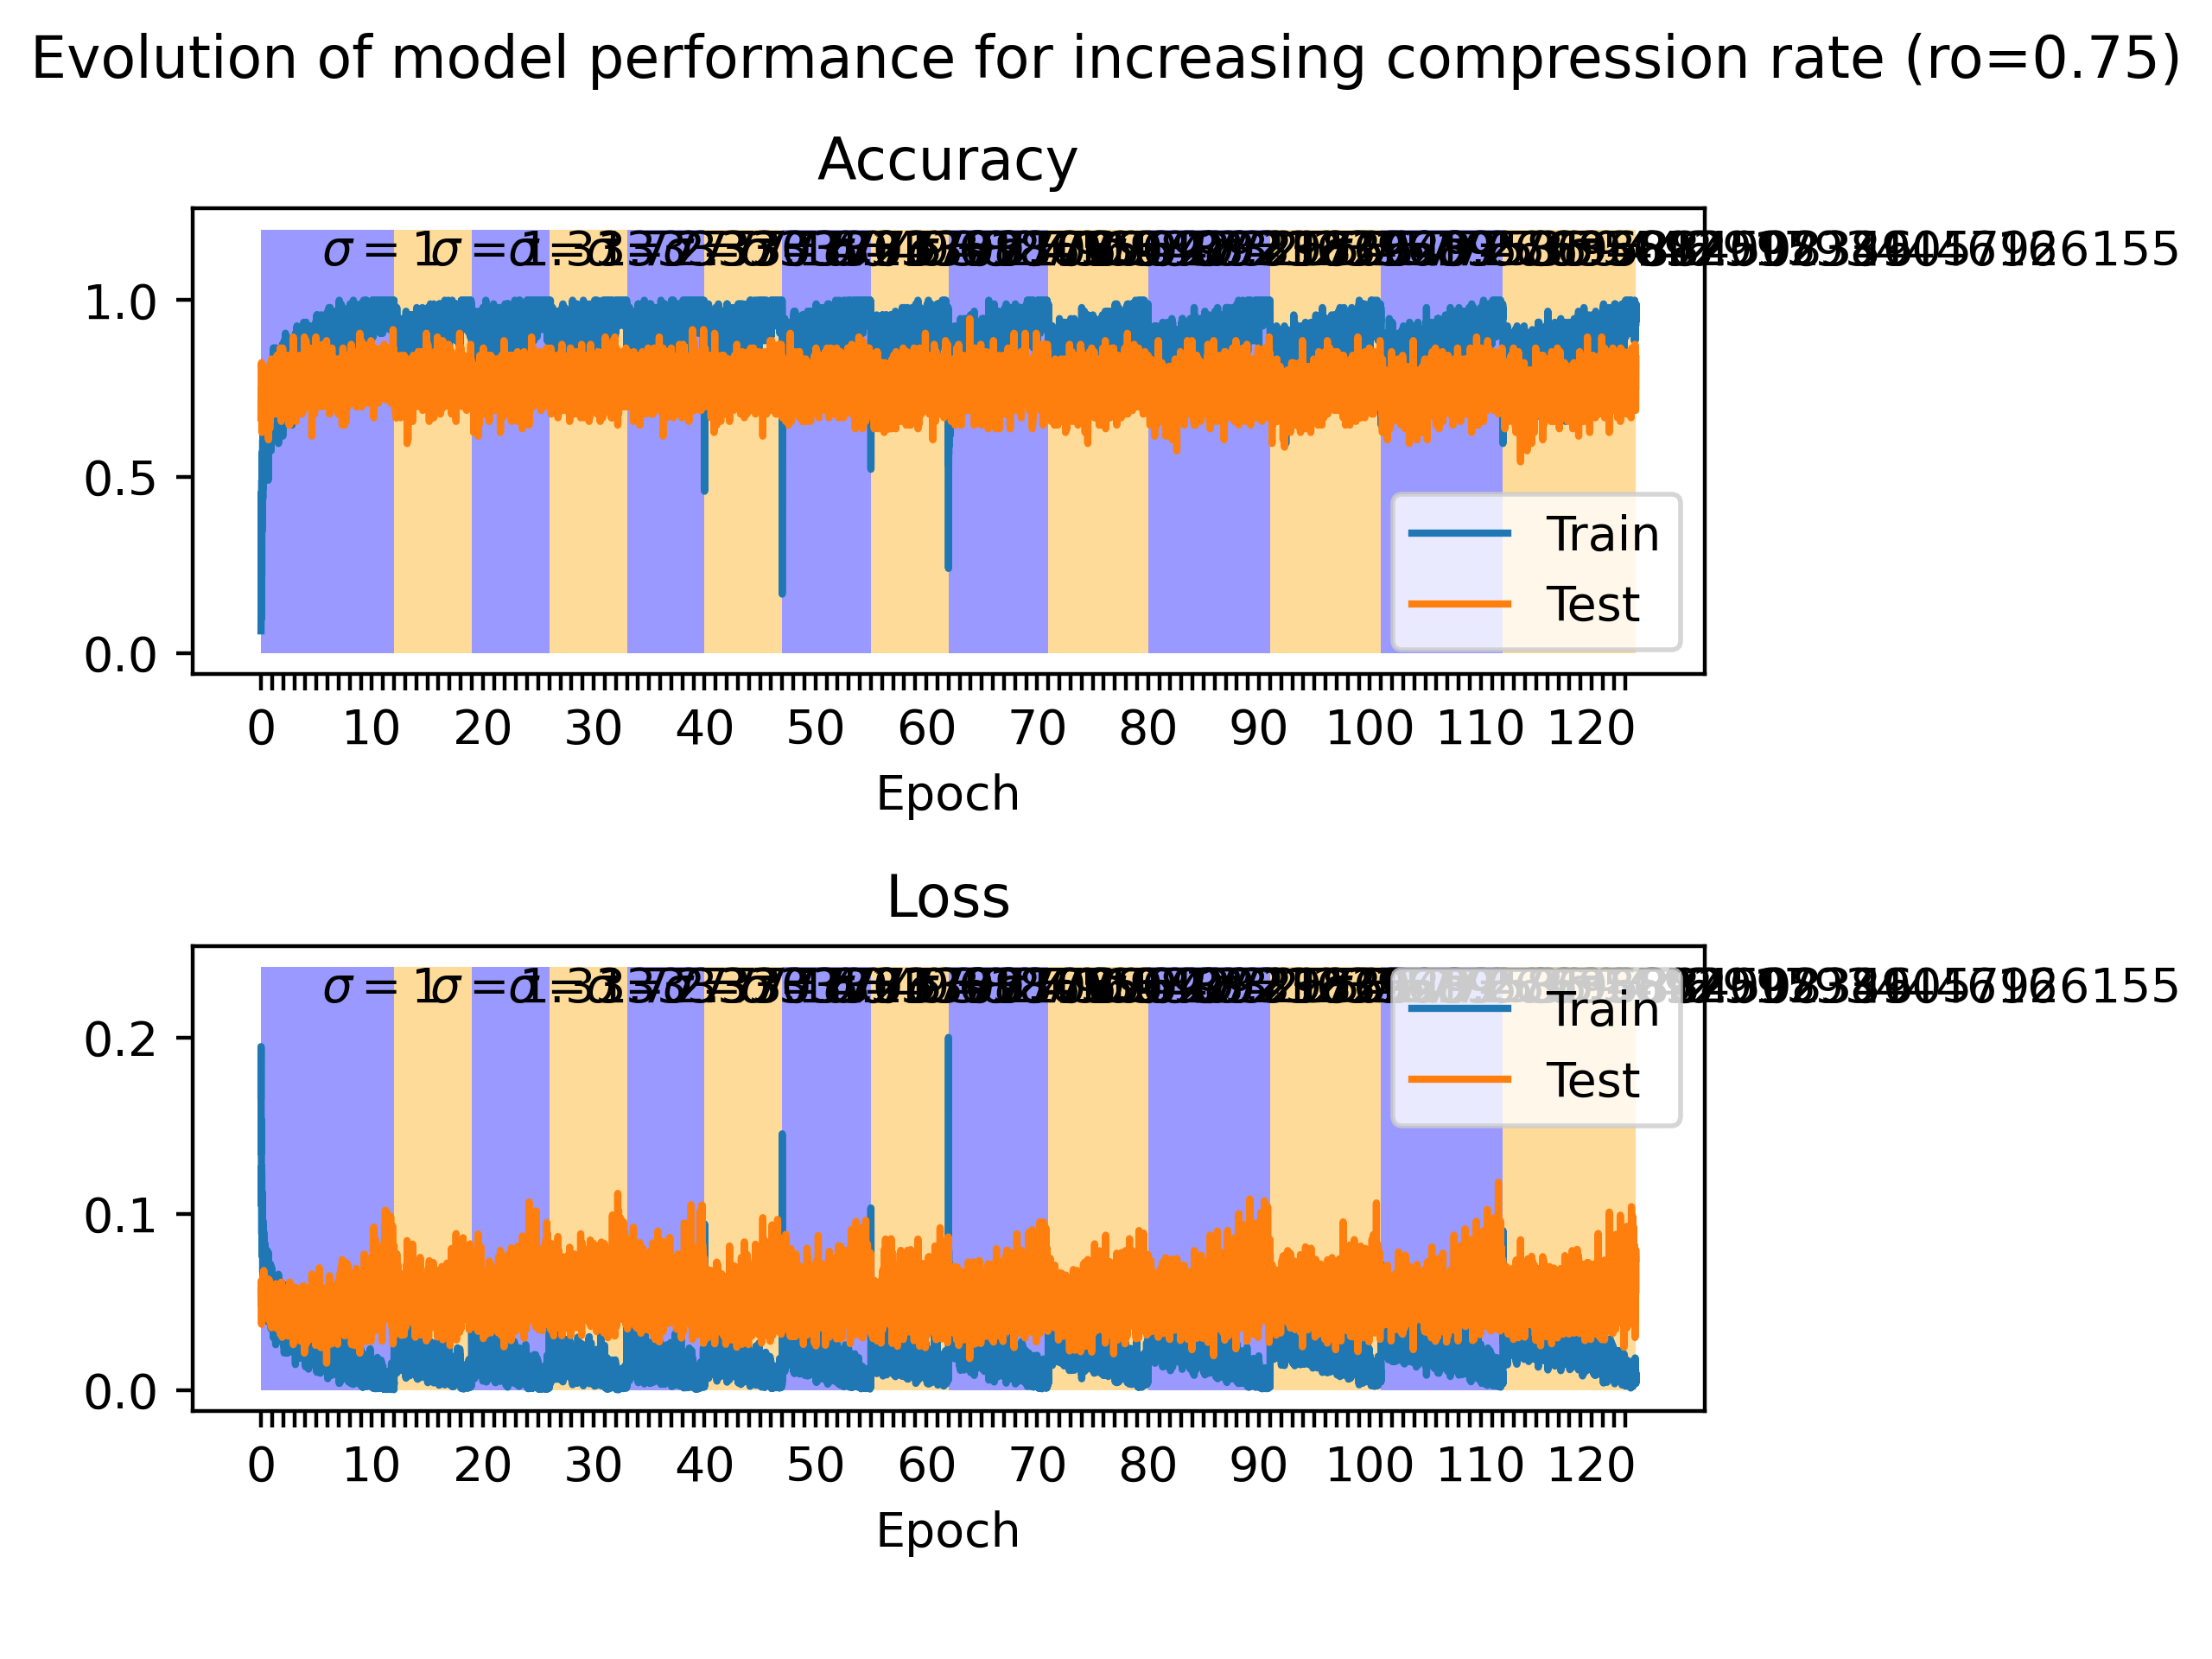 Evolution of model performance for increasing compression rate (ro=0.75)
Accuracy
σ = 1
1.0
0.5
0.0
Train
Test
0 10 20 30 40 50 60 70 80 90 100 110 120
Epoch
Loss
σ = 1
0.2
0.1
0.0
Train
Test
0 10 20 30 40 50 60 70 80 90 100 110 120
Epoch